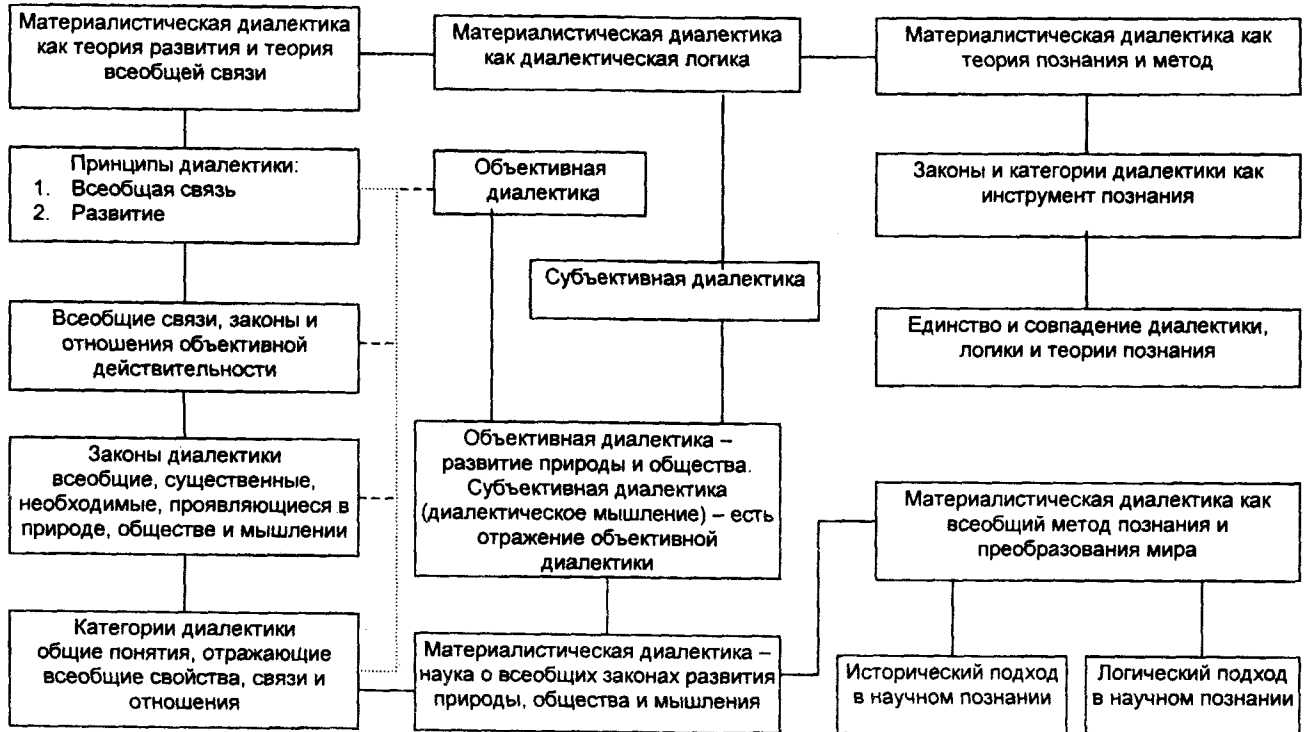 Материалистическая диалектика
как теория развития и теория
всеобщей связи
Материалистическая диалектика
как диалектическая логика
Материалистическая диалектика как
теория познания и метод
Принципы диалектики:
1. Всеобщая связь
2. Развитие
Объективная
диалектика
Законы и категории диалектики как
инструмент познания
Субъективная диалектика
Всеобщие связи, законы и
отношения объективной
действительности
Единство и совпадение диалектики,
логики и теории познания
Законы диалектики
всеобщие, существенные,
необходимые, проявляющиеся в
природе, обществе и мышлении
Объективная диалектика –
развитие природы и общества.
Субъективная диалектика
(диалектическое мышление) – есть
отражение объективной
диалектики
Материалистическая диалектика как
всеобщий метод познания и
преобразования мира
Категории диалектики
общие понятия, отражающие
всеобщие свойства, связи и
отношения
Материалистическая диалектика –
наука о всеобщих законах развития
природы, общества и мышления
Исторический подход
в научном познании
Логический подход
в научном познании